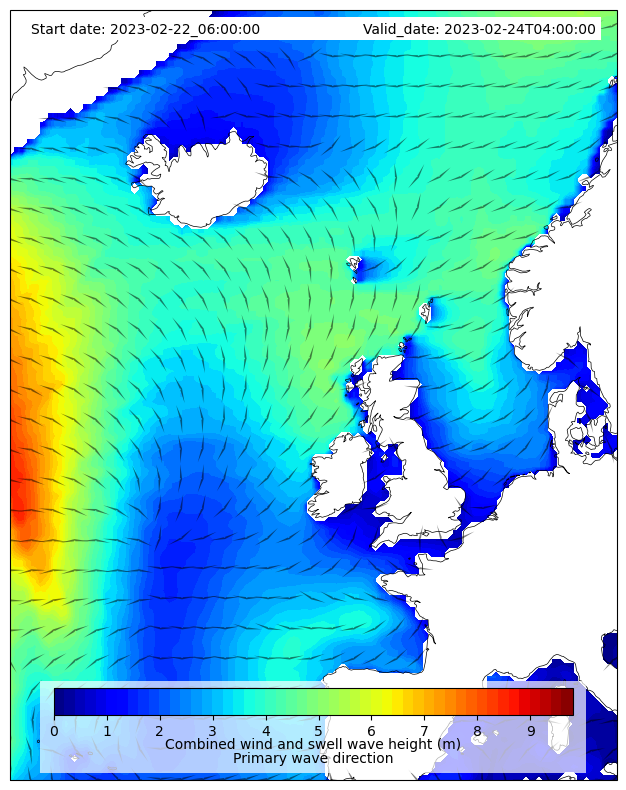 Start date: 2023-02-22_06:00:00 Valid_date: 2023-02-24T04:00:00
0 1 2 3 4 5 6 7 8 9
Combined wind and swell wave height (m)
Primary wave direction